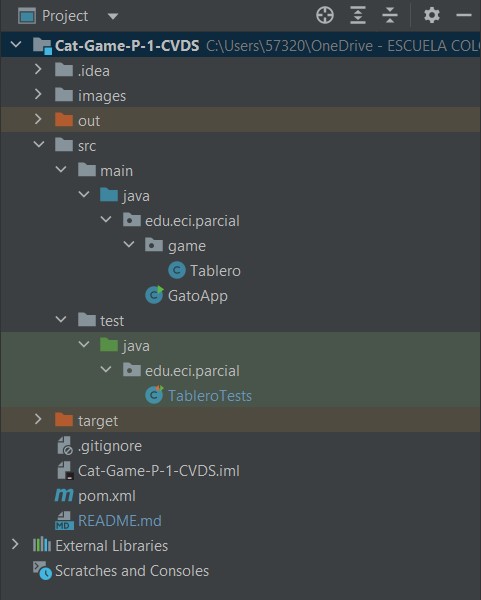 Project
Cat-Game-P-1-CVDS C:\Users\57320\OneDrive - ESCUELA COL
.idea
images
out
src
main
java
edu.eci.parcial
game
C Tablero
C GatoApp
test
java
edu.eci.parcial
C TableroTests
target
.gitignore
Cat-Game-P-1-CVDS.iml
m pom.xml
MD README.md
External Libraries
Scratches and Consoles